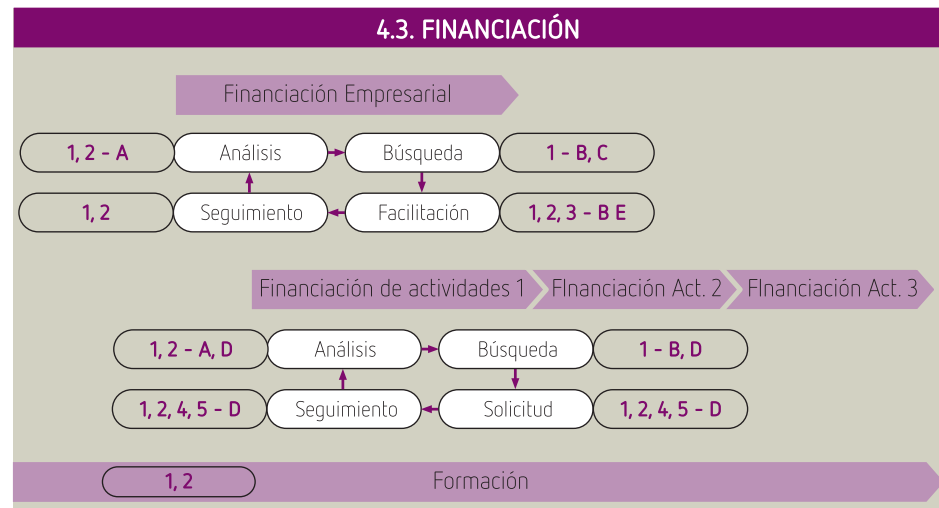 4.3. FINANCIACIÓN
Financiación Empresarial
1, 2 - A Análisis Búsqueda 1 - B, C
1, 2 Seguimiento Facilitación 1, 2, 3 - B E
Financiación de actividades 1 FInanciación Act. 2 FInanciación Act. 3
1, 2 - A, D Análisis Búsqueda 1 - B, D
1, 2, 4, 5 - D Seguimiento Solicitud 1, 2, 4, 5 - D
1, 2 Formación